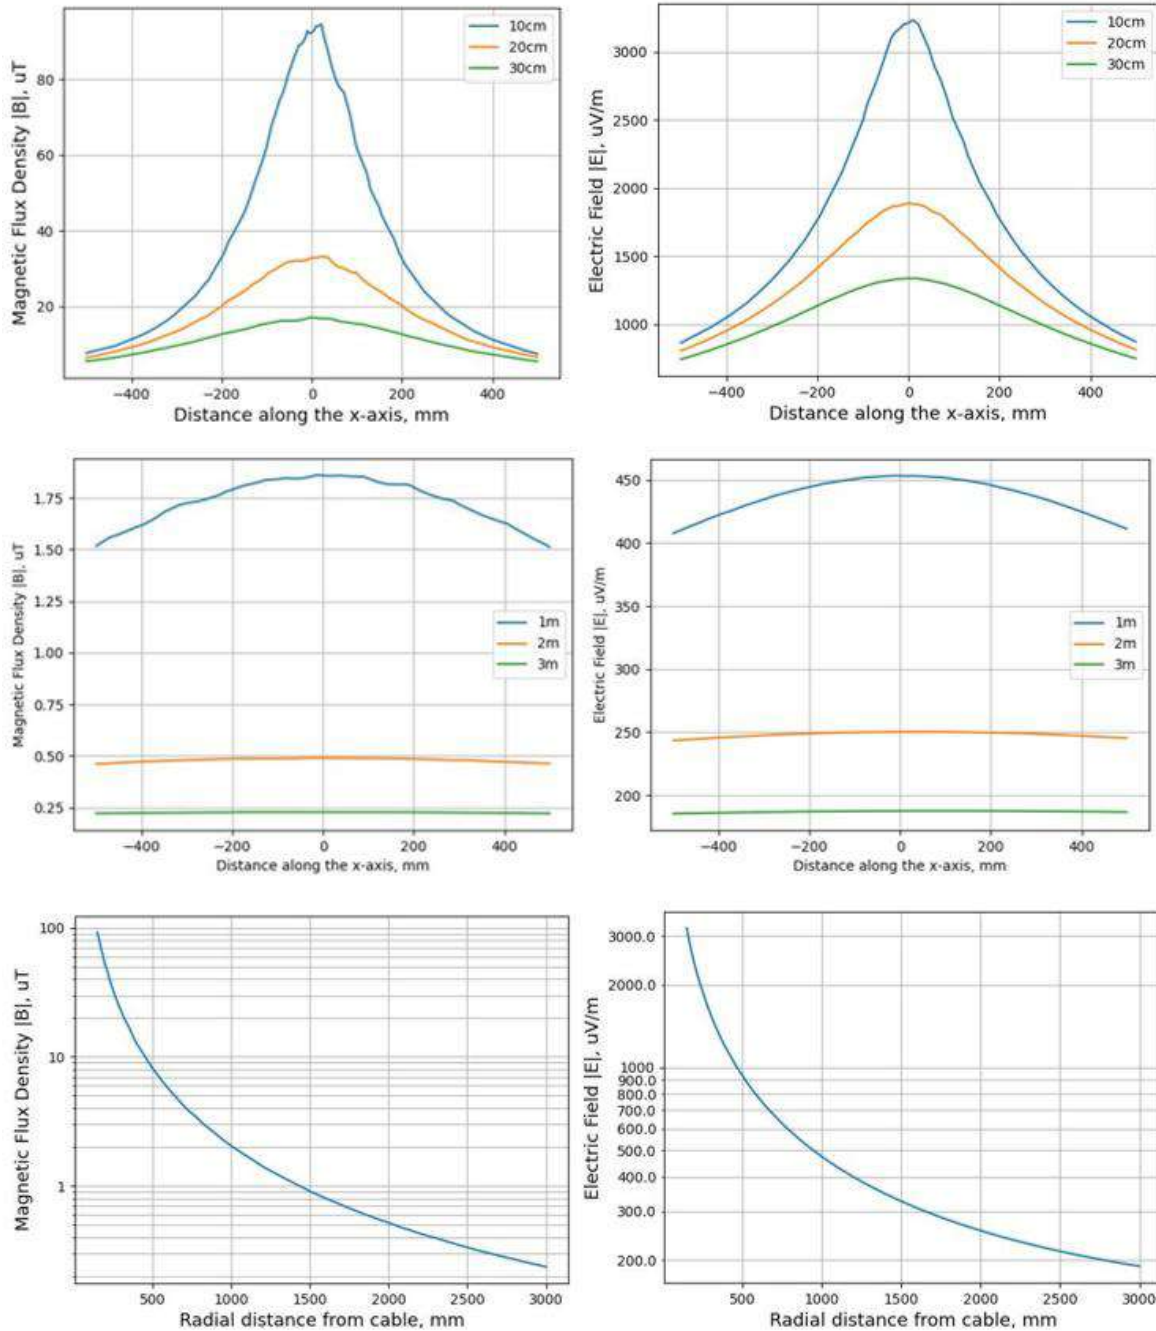 Magnetic Flux Density |B|, uT
80
60
40
20
−400
−200
0
200
400
Distance along the x-axis, mm
10cm
20cm
30cm
Electric Field |E|, uV/m
3000
2500
2000
1500
1000
−400
−200
0
200
400
Distance along the x-axis, mm
10cm
20cm
30cm
Magnetic Flux Density |B|, uT
1.75
1.50
1.25
1.00
0.75
0.50
0.25
−400
−200
0
200
400
Distance along the x-axis, mm
1m
2m
3m
Electric Field |E|, uV/m
450
400
350
300
250
200
−400
−200
0
200
400
Distance along the x-axis, mm
1m
2m
3m
Magnetic Flux Density |B|, uT
100
10
1
500
1000
1500
2000
2500
3000
Radial distance from cable, mm
Electric Field |E|, uV/m
3000.0
2000.0
1000
900.0
800.0
700.0
600.0
500.0
400.0
300.0
200.0
500
1000
1500
2000
2500
3000
Radial distance from cable, mm